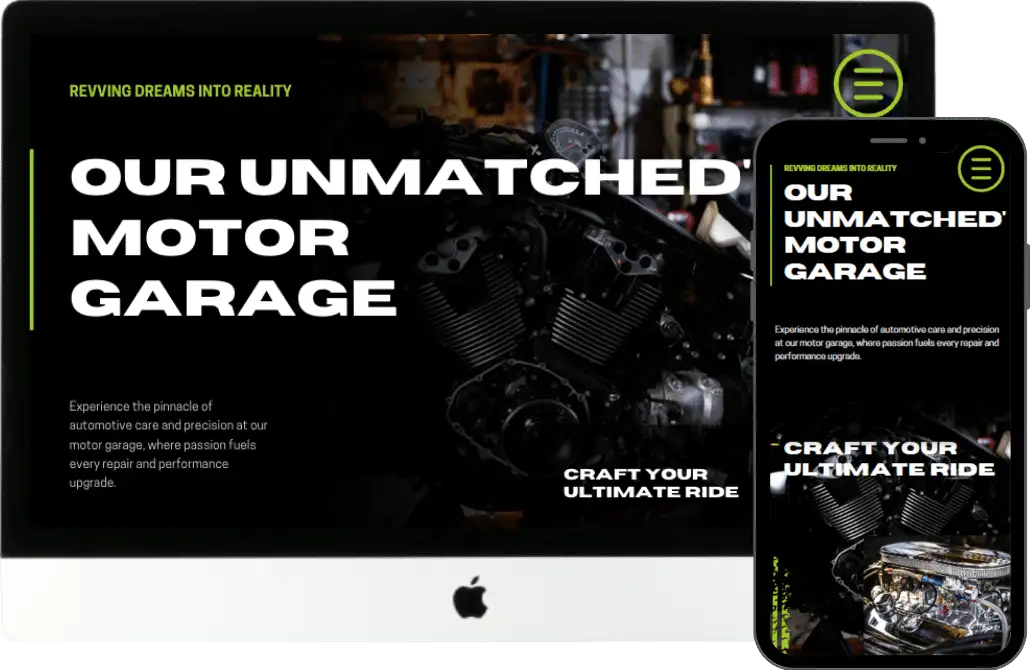 REVVING DREAMS INTO REALITY
OUR UNMATCHED'
MOTOR
GARAGE
Experience the pinnacle of
automotive care and precision at our
motor garage, where passion fuels
every repair and performance
upgrade.
CRAFT YOUR
ULTIMATE RIDE
REVVING DREAMS INTO REALITY
OUR
UNMATCHED'
MOTOR
GARAGE
Experience the pinnacle of automotive care and precision
at our motor garage, where passion fuels every repair and
performance upgrada.
CRAFT YOUR
ULTIMATE RIDE